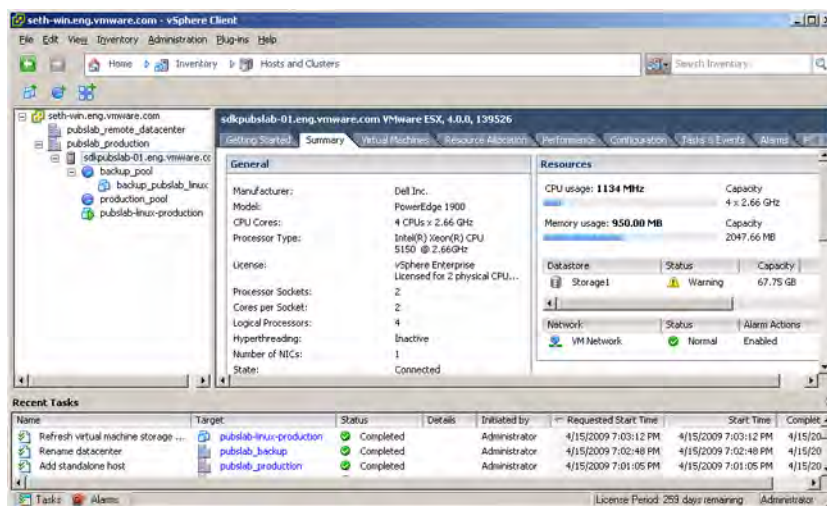 seth-win.eng.vmware.com - vSphere Client
File Edit View Inventory Administration Plug-ins Help
Home Inventory Hosts and Clusters Search Inventory
seth-win.eng.vmware.com
pubslab_remote_datacenter
pubslab_production
sdkpubslab-01.eng.vmware.cc
backup_pool
backup_pubslab_linux
production_pool
pubslab-linux-production
sdkpubslab-01.eng.vmware.com VMware ESX, 4.0.0, 139526
Getting Started Summary Virtual Machines Resource Allocation Performance Configuration Tasks & Events Alarms
General
Manufacturer: Dell Inc.
Model: PowerEdge 1900
CPU Cores: 4 CPUs x 2.66 GHz
Processor Type: Intel(R) Xeon(R) CPU
5150 @ 2.66GHz
License: vSphere Enterprise
Licensed for 2 physical CPU...
Processor Sockets: 2
Cores per Socket: 2
Logical Processors: 4
Hyperthreading: Inactive
Number of NICs: 1
State: Connected
Resources
CPU usage: 1134 MHz Capacity
4 x 2.66 GHz
Memory usage: 950.00 MB Capacity
2047.66 MB
Datastore Status Capacity
Storage1 Warning 67.75 GB
Network Status Alarm Actions
VM Network Normal Enabled
Recent Tasks
Name Target Status Details Initiated by Requested Start Time Start Time Complet
Refresh virtual machine storage ... pubslab-linux-production Completed Administrator 4/15/2009 7:03:12 PM 4/15/2009 7:03:12 PM 4/15/20
Rename datacenter pubslab_backup Completed Administrator 4/15/2009 7:02:48 PM 4/15/2009 7:02:48 PM 4/15/20
Add standalone host pubslab_production Completed Administrator 4/15/2009 7:01:05 PM 4/15/2009 7:01:05 PM 4/15/20
Tasks Alarms License Period: 259 days remaining Administrator